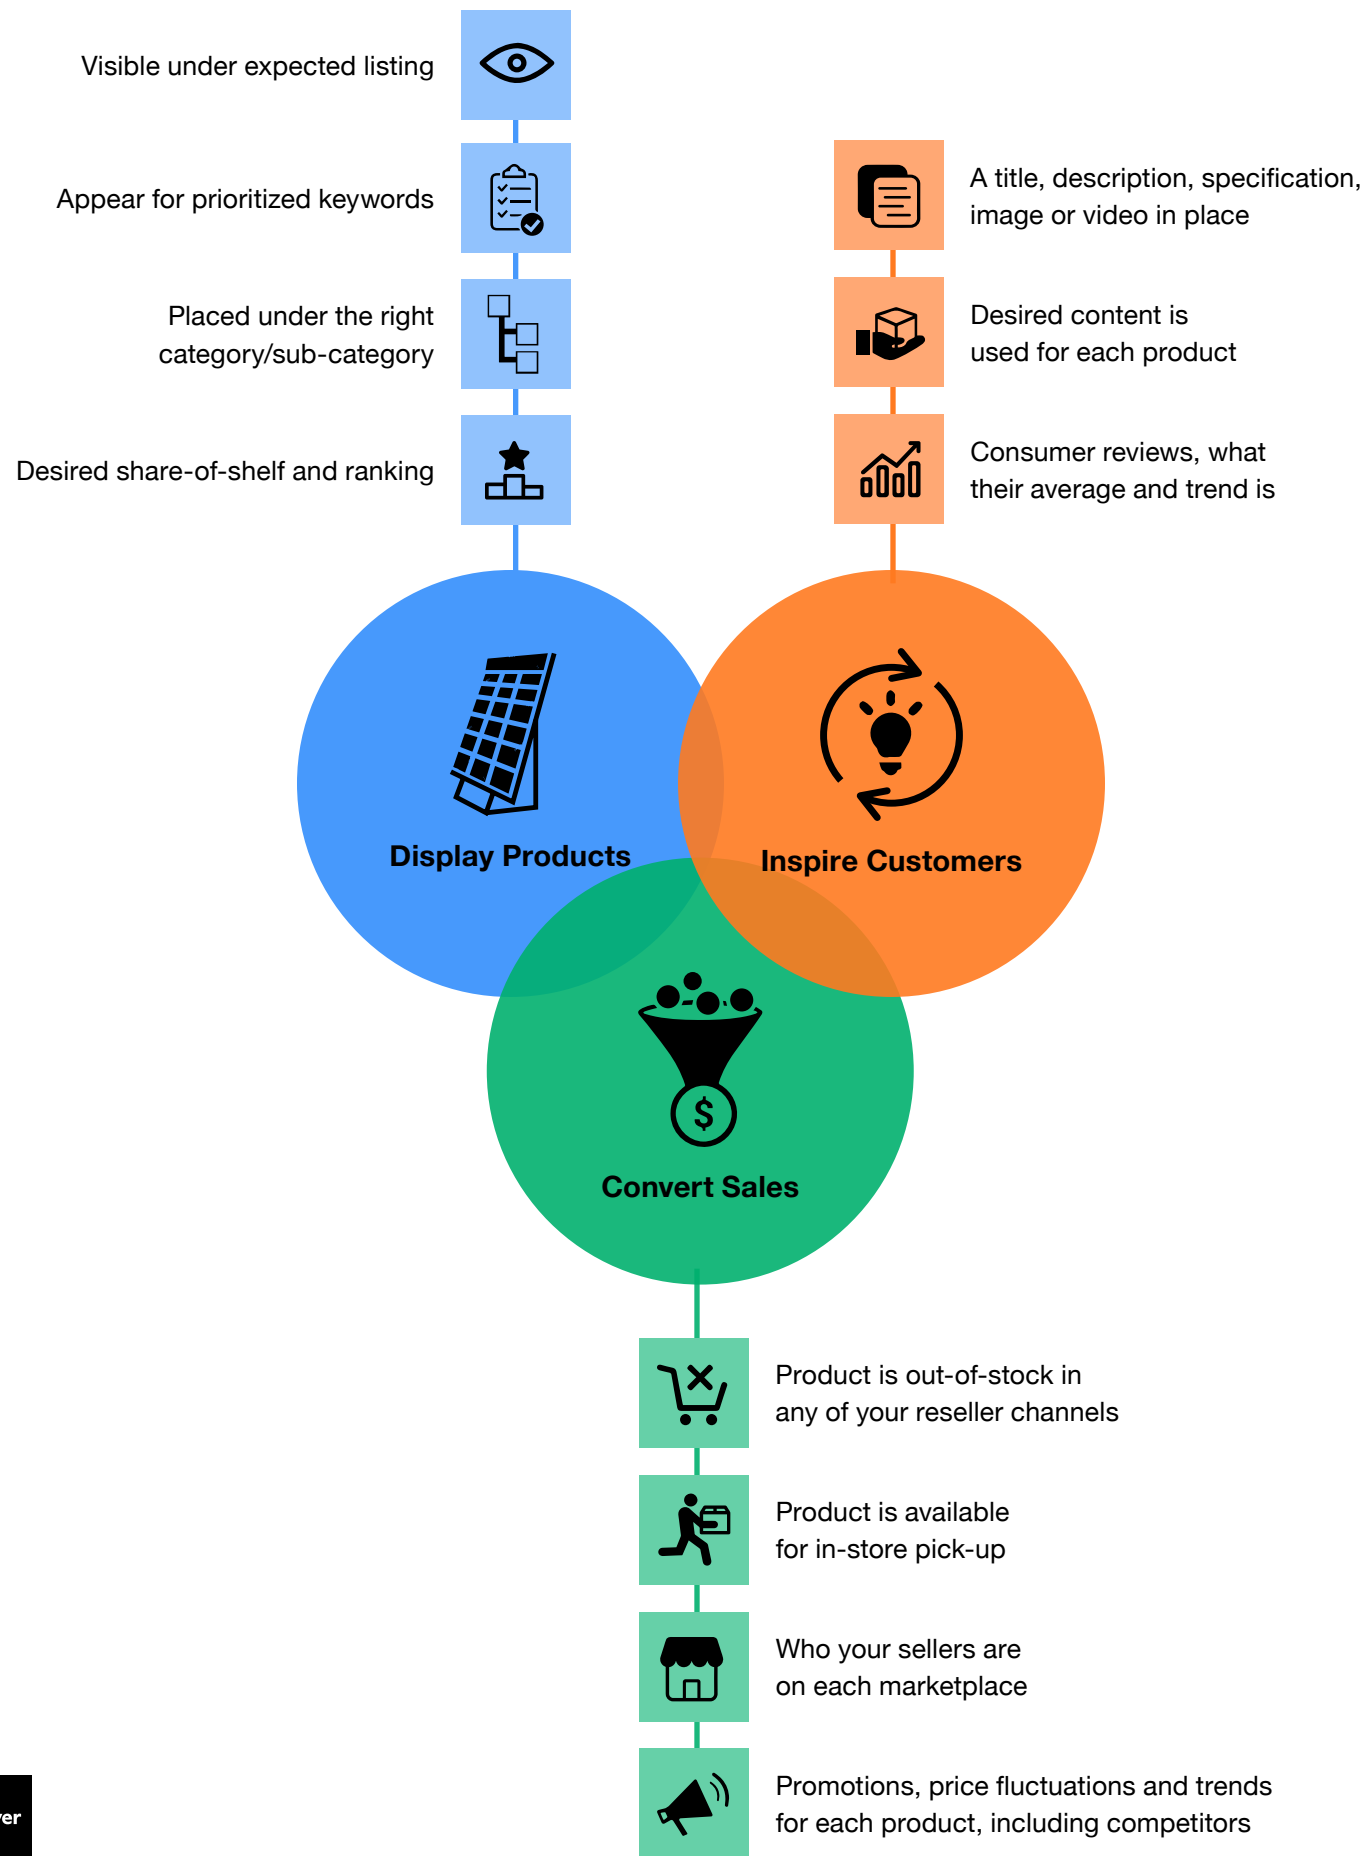 Visible under expected listing
Appear for prioritized keywords
Placed under the right
category/sub-category
Desired share-of-shelf and ranking
A title, description, specification,
image or video in place
Desired content is
used for each product
Consumer reviews, what
their average and trend is
Display Products
Inspire Customers
$
Convert Sales
Product is out-of-stock in
any of your reseller channels
Product is available
for in-store pick-up
Who your sellers are
on each marketplace
Promotions, price fluctuations and trends
for each product, including competitors